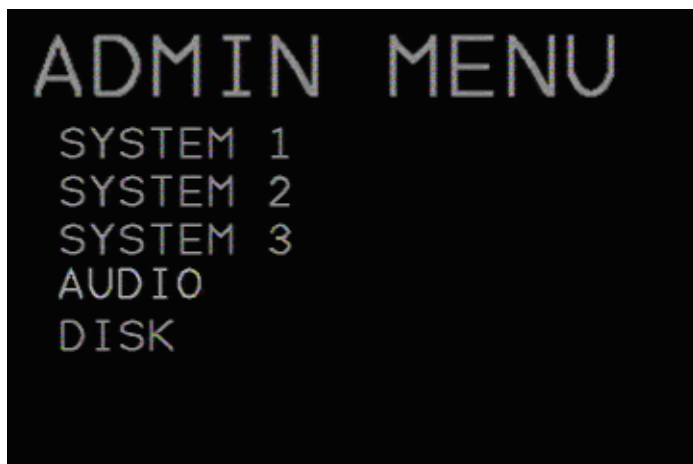 ADMIN MENU
SYSTEM 1
SYSTEM 2
SYSTEM 3
AUDIO
DISK